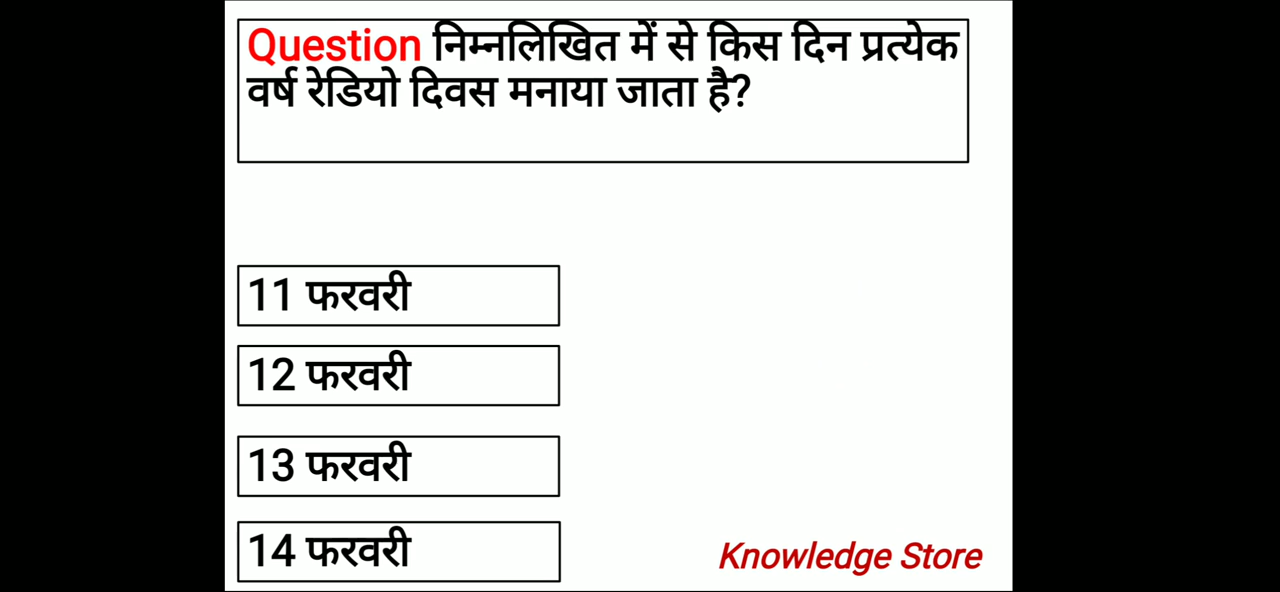 Question निम्नलिखित में से किस दिन प्रत्येक
वर्ष रेडियो दिवस मनाया जाता है?
11 फरवरी
12 फरवरी
13 फरवरी
14 फरवरी
Knowledge Store